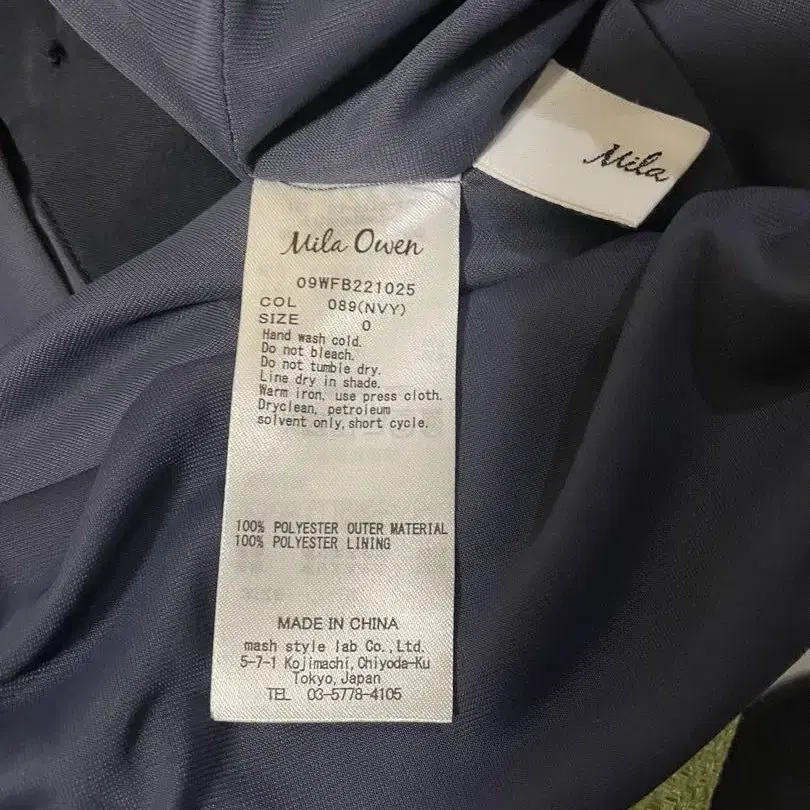 Mila
Mila Owen
09WFB221025
COL 089(NVY)
SIZE 0
Hand wash cold.
Do not bleach.
Do not tumble dry.
Line dry in shade.
Warm iron, use press cloth.
Dryclean, petroleum
solvent only, short cycle.
100% POLYESTER OUTER MATERIAL
100% POLYESTER LINING
MADE IN CHINA
mash style lab Co.,Ltd.
5-7-1 Kojimachi,Chiyoda-Ku
Tokyo,Japan
TEL 03-5778-4105